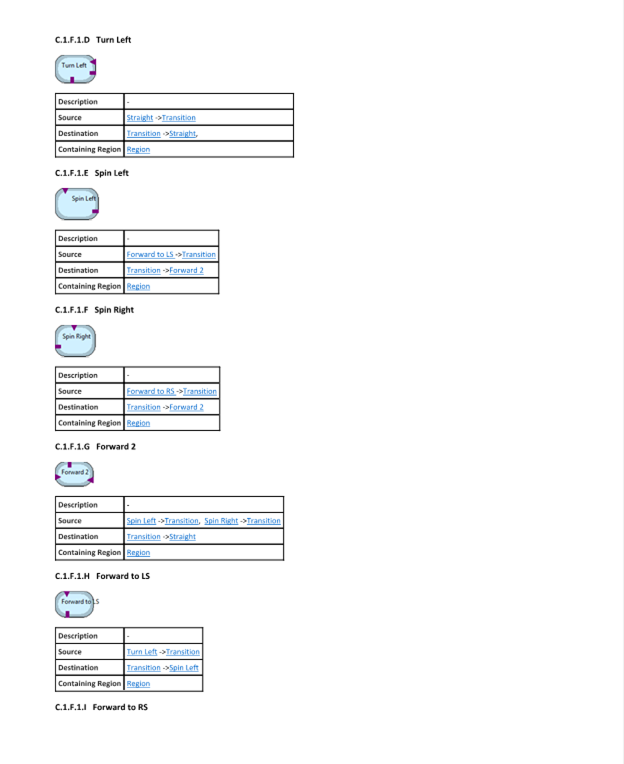 C.1.F.1.D Turn Left
Turn Left
Description -
Source Straight ->Transition
Destination Transition ->Straight,
Containing Region Region
C.1.F.1.E Spin Left
Spin Left
Description -
Source Forward to LS ->Transition
Destination Transition ->Forward 2
Containing Region Region
C.1.F.1.F Spin Right
Spin Right
Description -
Source Forward to RS ->Transition
Destination Transition ->Forward 2
Containing Region Region
C.1.F.1.G Forward 2
Forward 2
Description -
Source Spin Left ->Transition, Spin Right ->Transition
Destination Transition ->Straight
Containing Region Region
C.1.F.1.H Forward to LS
Forward to LS
Description -
Source Turn Left ->Transition
Destination Transition ->Spin Left
Containing Region Region
C.1.F.1.I Forward to RS